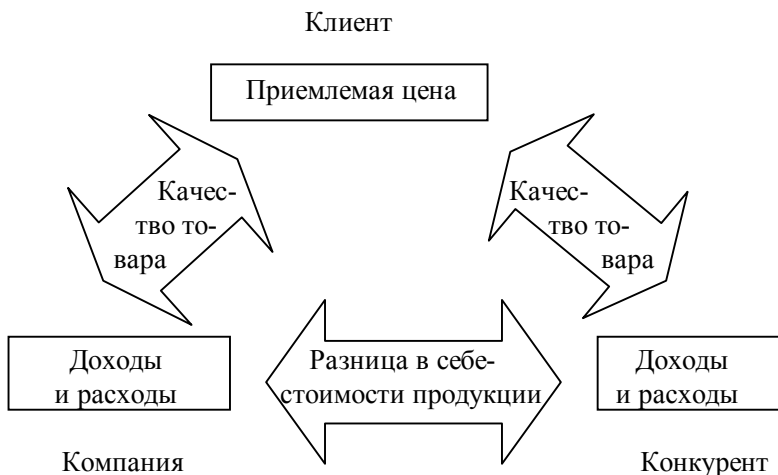 Клиент
Приемлемая цена
Качес-
тво то-
вара
Качес-
тво то-
вара
Доходы
и расходы
Разница в себе-
стоимости продукции
Доходы
и расходы
Компания
Конкурент